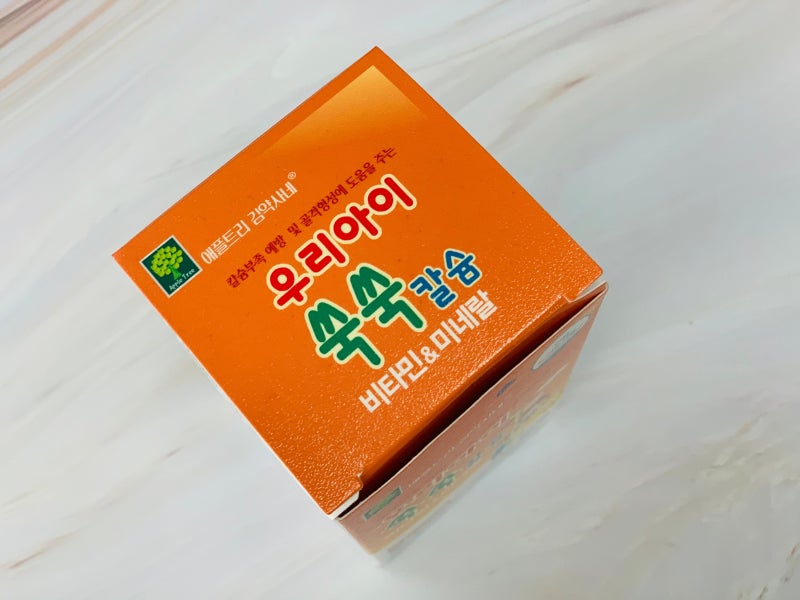 Apple Tree
애플트리 김약사네®
칼슘부족 예방 및 골격형성에 도움을 주는
우리아이
쑥쑥 칼슘
비타민&미네랄